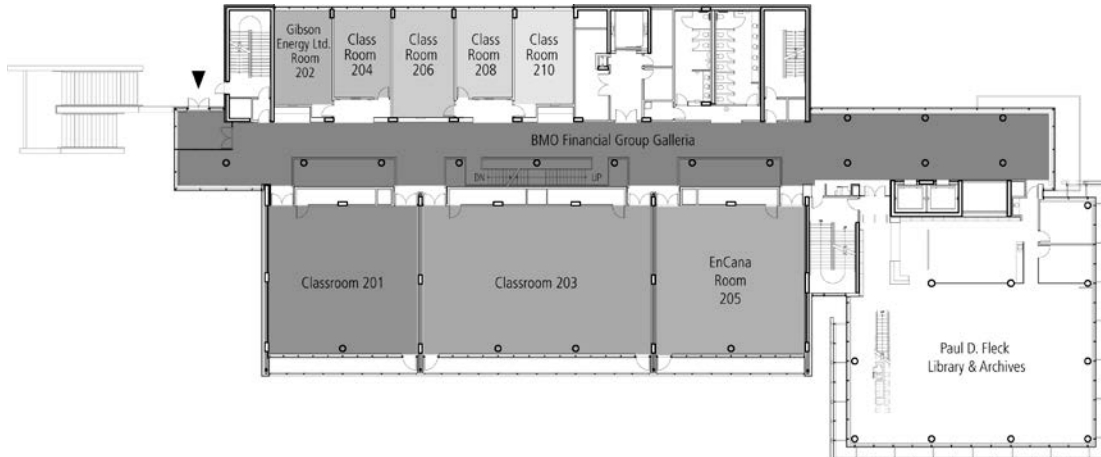 Gibson
Energy Ltd.
Room
202
Class
Room
204
Class
Room
206
Class
Room
208
Class
Room
210
BMO Financial Group Galleria
DN
UP
Classroom 201
Classroom 203
EnCana
Room
205
Paul D. Fleck
Library & Archives